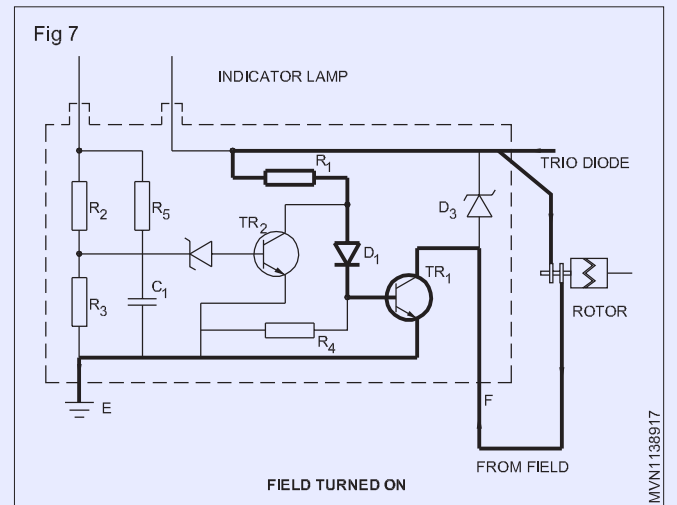 Fig 7
INDICATOR LAMP
TRIO DIODE
R1
R2
R5
TR2
D3
D1
TR1
R3
C1
R4
ROTOR
E
F
FROM FIELD
FIELD TURNED ON
MVN1138917